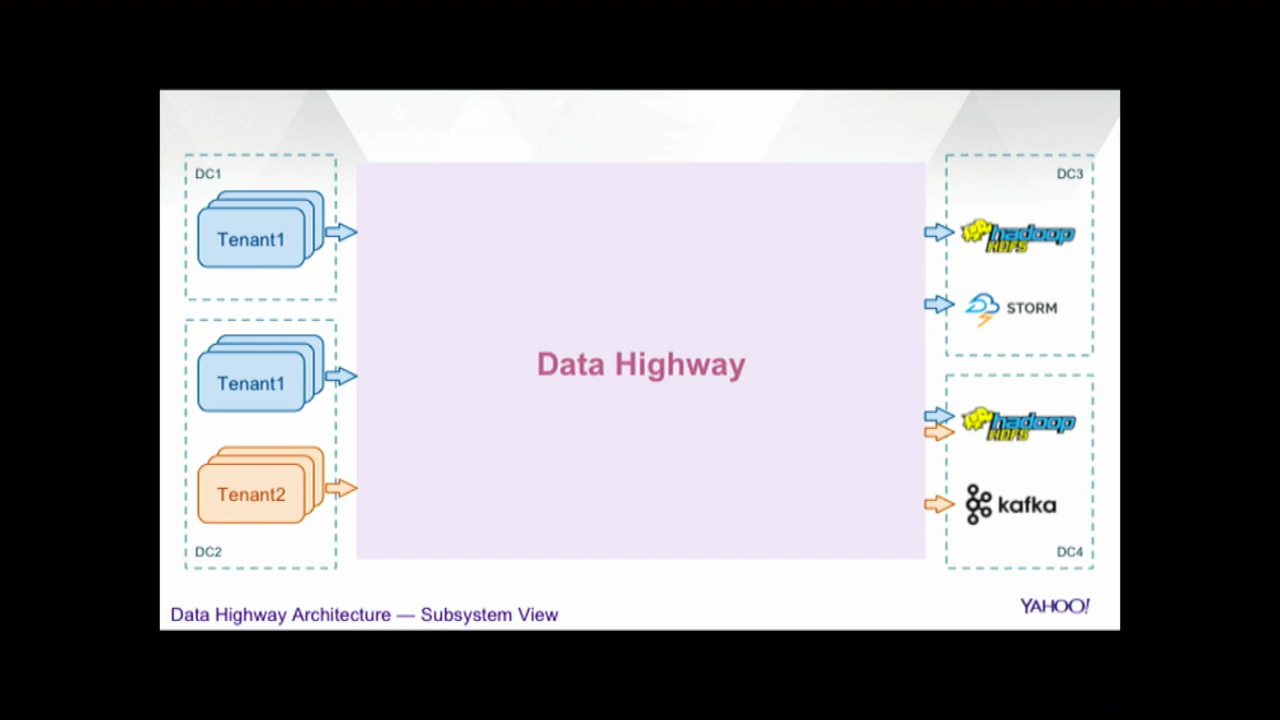 DC1
Tenant1
Tenant1
Tenant2
DC2
Data Highway
DC3
hadoop
HDFS
STORM
hadoop
HDFS
kafka
DC4
Data Highway Architecture — Subsystem View
YAHOO!